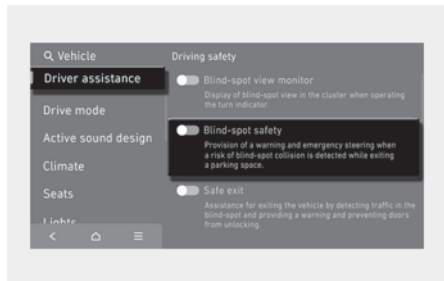 Vehicle
Driving safety
Driver assistance
Drive mode
Active sound design
Climate
Seats
Lights
Blind-spot view monitor
Display of blind-spot view in the cluster when operating
the turn indicator.
Blind-spot safety
Provision of a warning and emergency steering when
a risk of blind-spot collision is detected while exiting
a parking space.
Safe exit
Assistance for exiting the vehicle by detecting traffic in the
blind-spot and providing a warning and preventing doors
from unlocking.